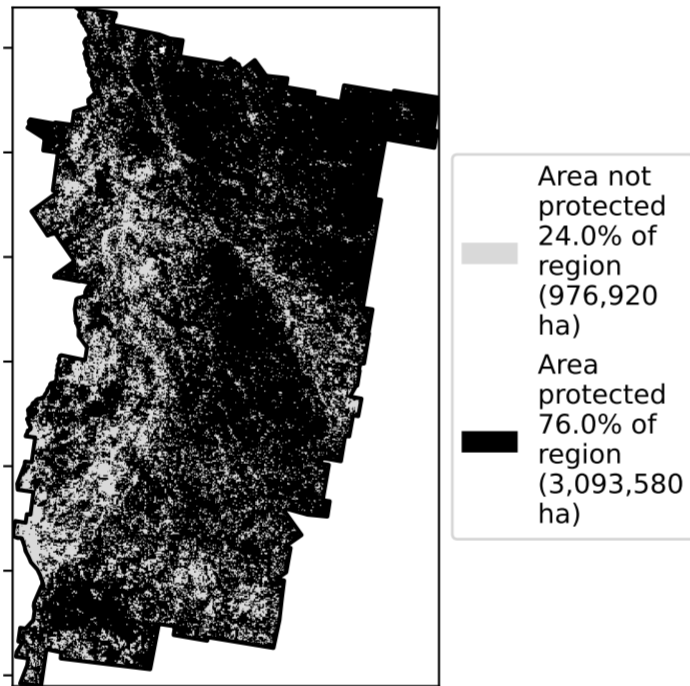 Area not
protected
24.0% of
region
(976,920
ha)
Area
protected
76.0% of
region
(3,093,580
ha)